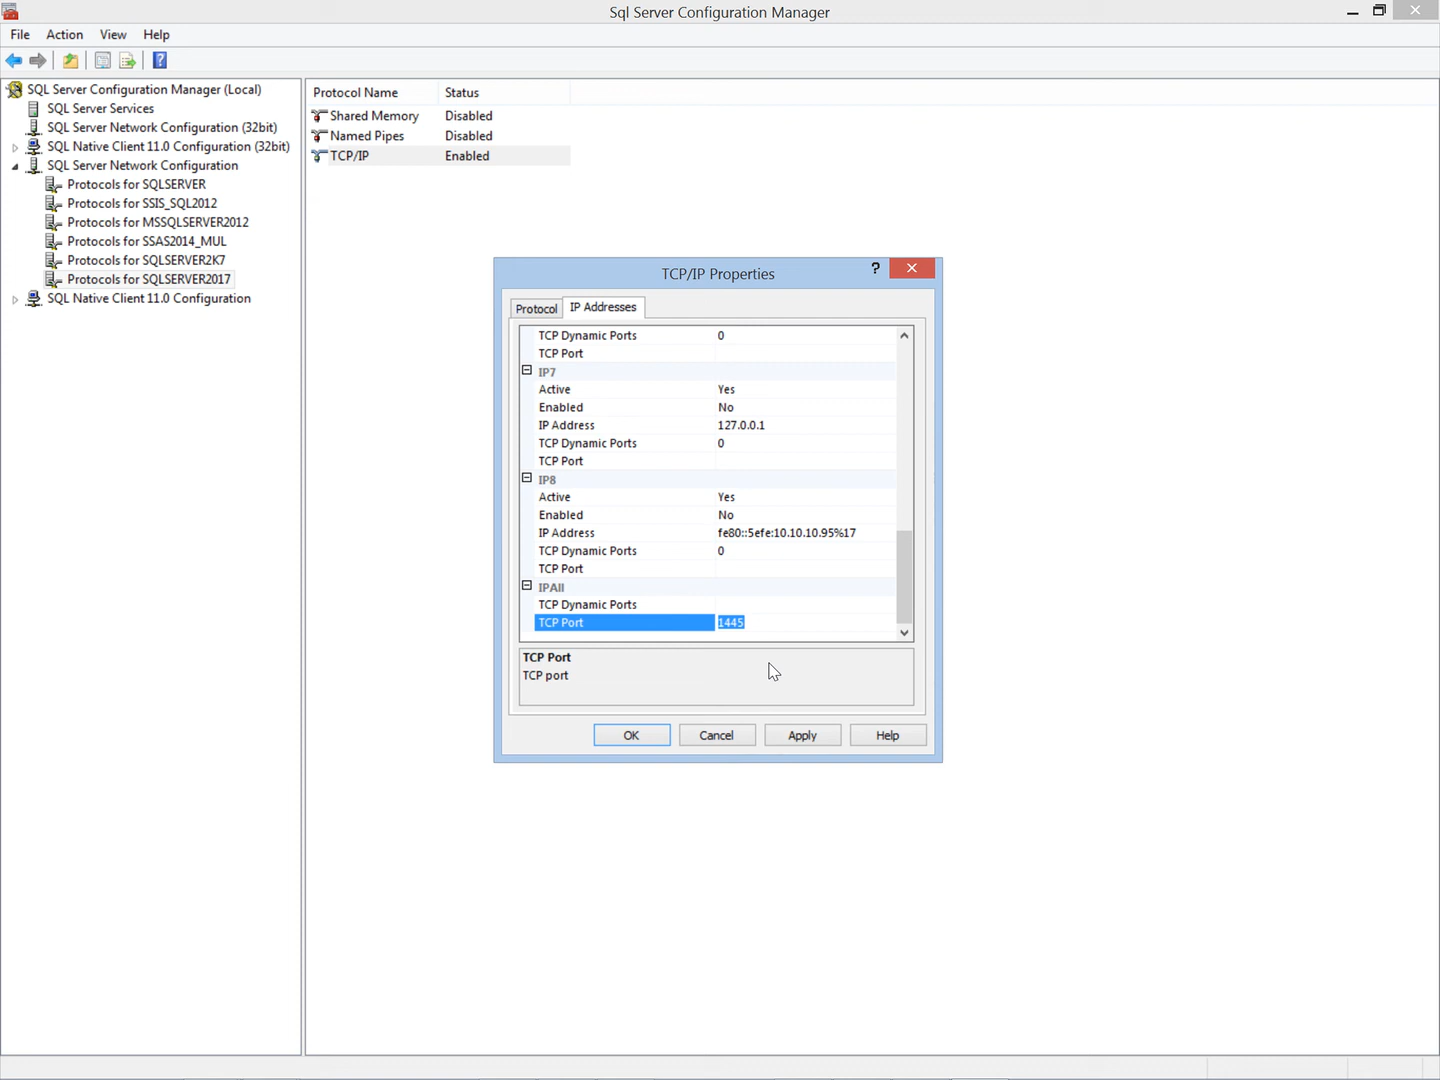 Sql Server Configuration Manager
File Action View Help
SQL Server Configuration Manager (Local)
SQL Server Services
SQL Server Network Configuration (32bit)
SQL Native Client 11.0 Configuration (32bit)
SQL Server Network Configuration
Protocols for SQLSERVER
Protocols for SSIS_SQL2012
Protocols for MSSQLSERVER2012
Protocols for SSAS2014_MUL
Protocols for SQLSERVER2K7
Protocols for SQLSERVER2017
SQL Native Client 11.0 Configuration
Protocol Name Status
Shared Memory Disabled
Named Pipes Disabled
TCP/IP Enabled
TCP/IP Properties
?
Protocol IP Addresses
TCP Dynamic Ports 0
TCP Port
IP7
Active Yes
Enabled No
IP Address 127.0.0.1
TCP Dynamic Ports 0
TCP Port
IP8
Active Yes
Enabled No
IP Address fe80::5efe:10.10.10.95%17
TCP Dynamic Ports 0
TCP Port
IPAll
TCP Dynamic Ports
TCP Port 1445
TCP Port
TCP port
OK Cancel Apply Help